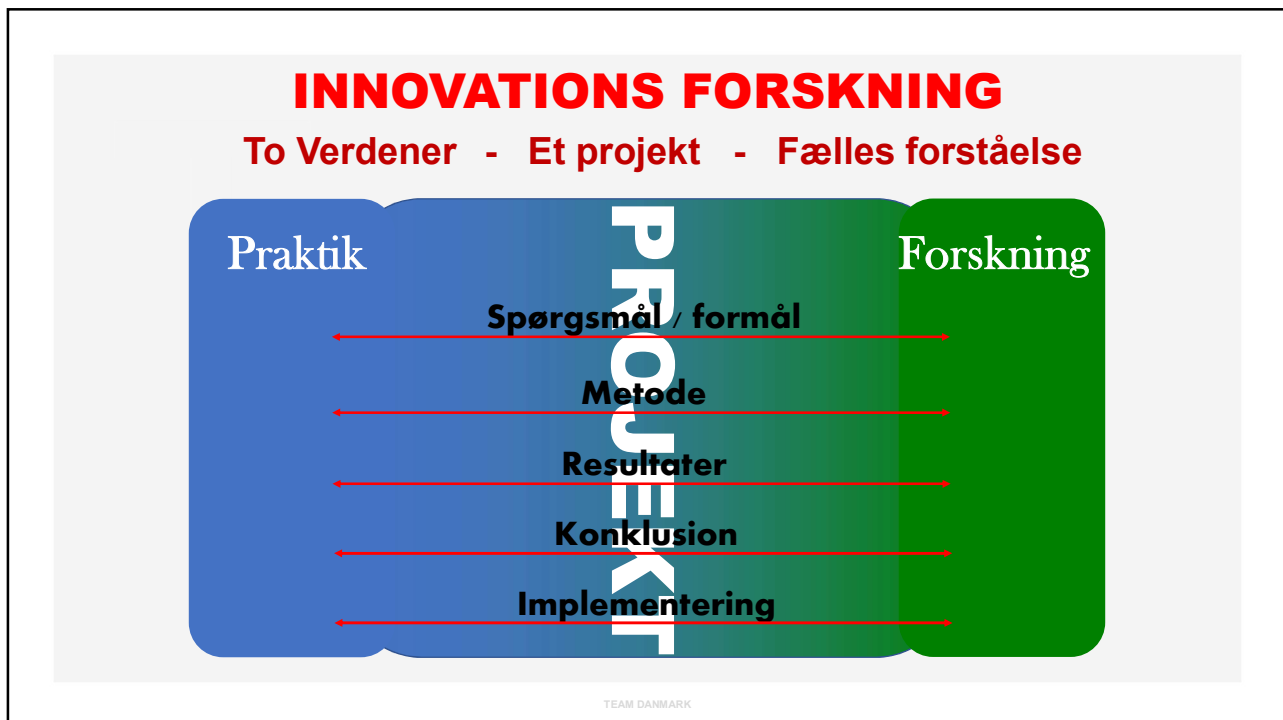 INNOVATIONS FORSKNING
To Verdener - Et projekt - Fælles forståelse
Praktik
Forskning
PROJEKT
Spørgsmål / formål
Metode
Resultater
Konklusion
Implementering
TEAM DANMARK